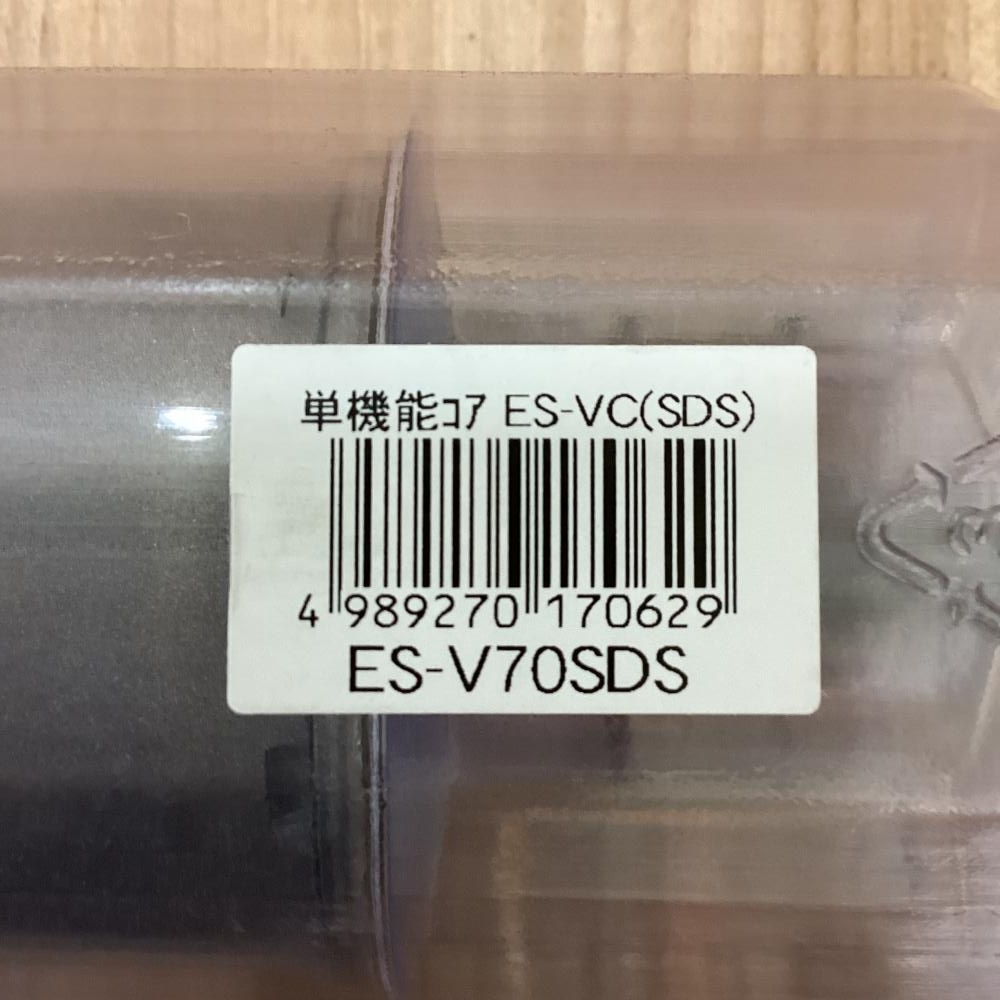 単機能ｺｱ ES-VC(SDS)
4 989270 170629
ES-V70SDS